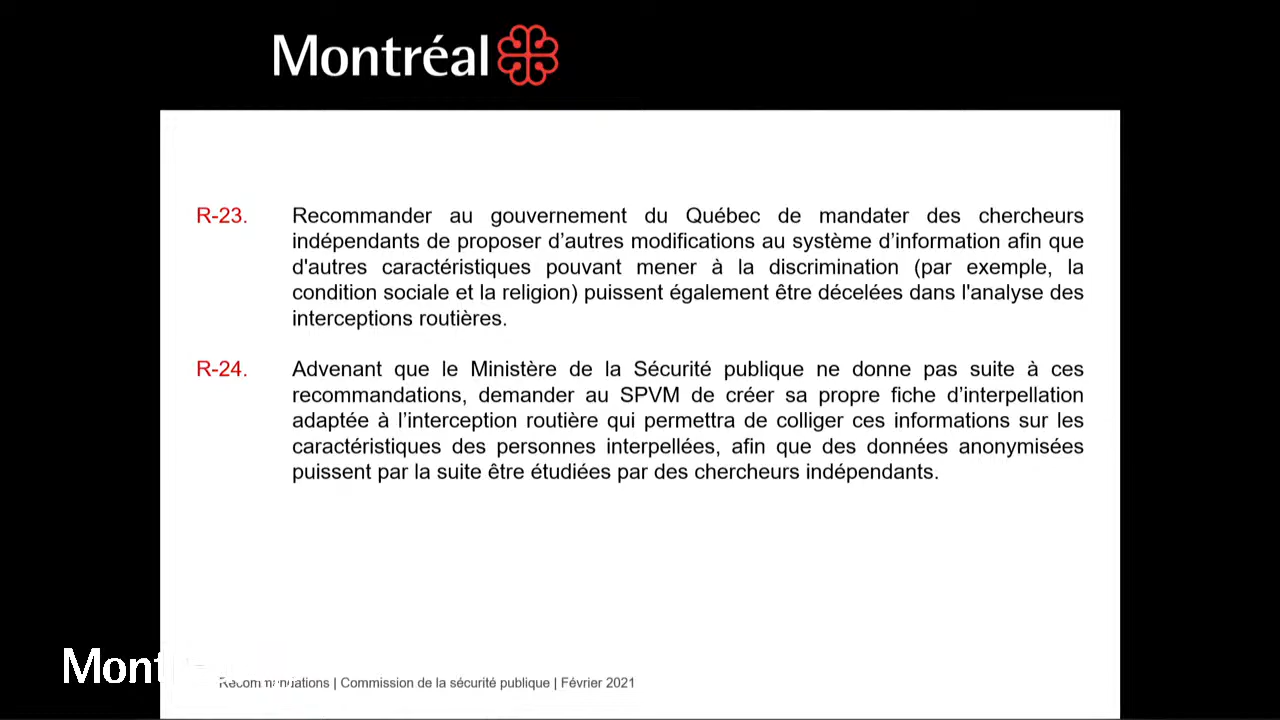 Montréal
R-23. Recommander au gouvernement du Québec de mandater des chercheurs
indépendants de proposer d’autres modifications au système d’information afin que
d'autres caractéristiques pouvant mener à la discrimination (par exemple, la
condition sociale et la religion) puissent également être décelées dans l'analyse des
interceptions routières.
R-24. Advenant que le Ministère de la Sécurité publique ne donne pas suite à ces
recommandations, demander au SPVM de créer sa propre fiche d’interpellation
adaptée à l’interception routière qui permettra de colliger ces informations sur les
caractéristiques des personnes interpellées, afin que des données anonymisées
puissent par la suite être étudiées par des chercheurs indépendants.
Recommandations | Commission de la sécurité publique | Février 2021